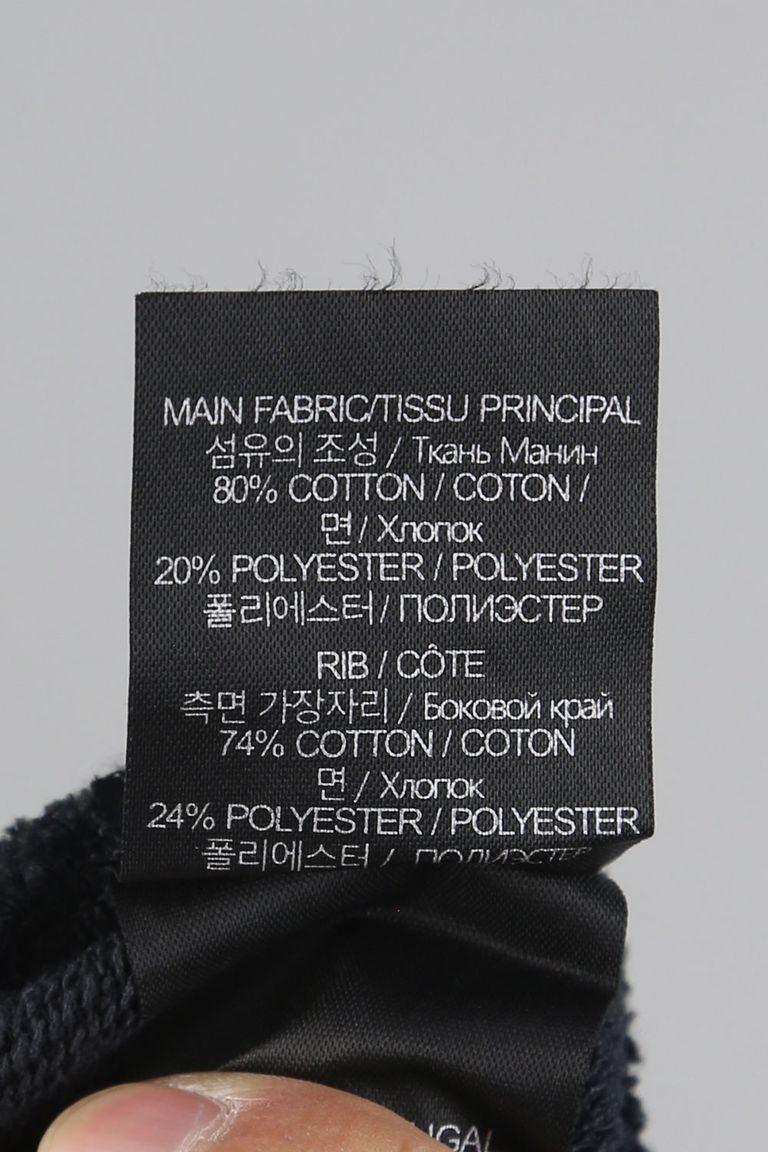 MAIN FABRIC/TISSU PRINCIPAL
섬유의 조성 / Ткань Манин
80% COTTON / COTON /
면 / Хлопок
20% POLYESTER / POLYESTER
폴리에스터 / ПОЛИЭСТЕР
RIB / CÔTE
측면 가장자리 / Боковой край
74% COTTON / COTON
면 / Хлопок
24% POLYESTER / POLYESTER
폴리에스터 / ПОЛИЭСТЕР